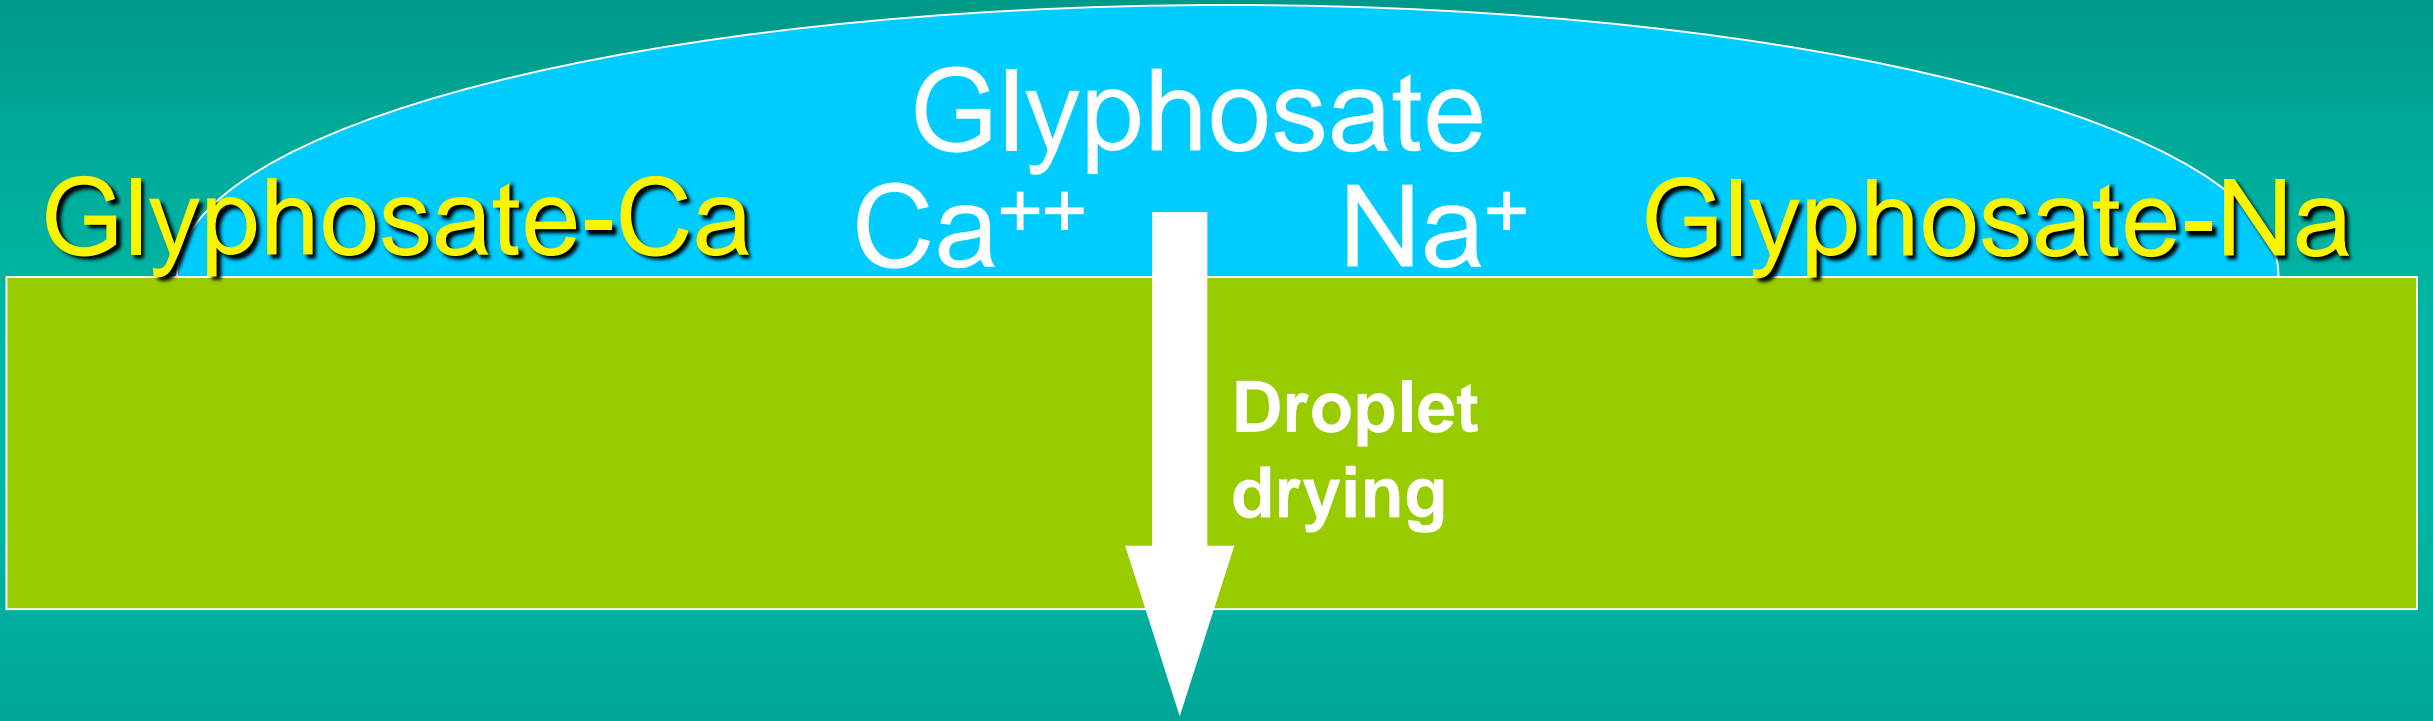 Glyphosate
Glyphosate-Ca Ca++ Na+ Glyphosate-Na
Droplet
drying